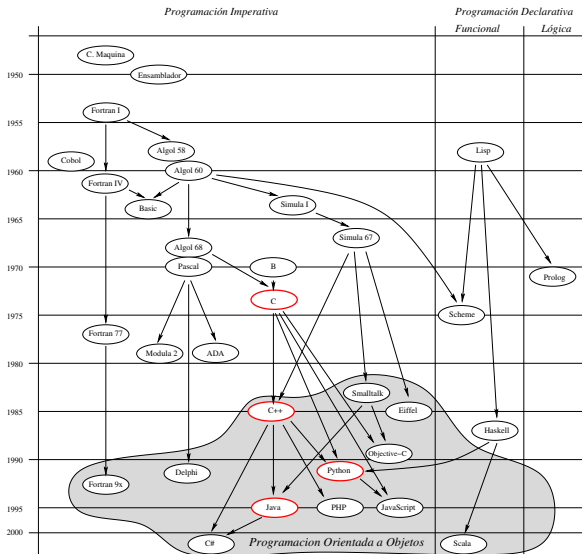 Programación Imperativa
Programación Declarativa
Funcional
Lógica
C. Maquina
1950
Ensamblador
1955
Fortran I
Cobol
Algol 58
Lisp
1960
Algol 60
Fortran IV
Basic
Simula I
1965
Simula 67
Algol 68
1970
Pascal
B
Prolog
C
1975
Scheme
Fortran 77
Modula 2
ADA
1980
Smalltalk
1985
C++
Eiffel
Haskell
Objective-C
1990
Delphi
Python
Fortran 9x
1995
Java
PHP
JavaScript
2000
C#
Programacion Orientada a Objetos
Scala